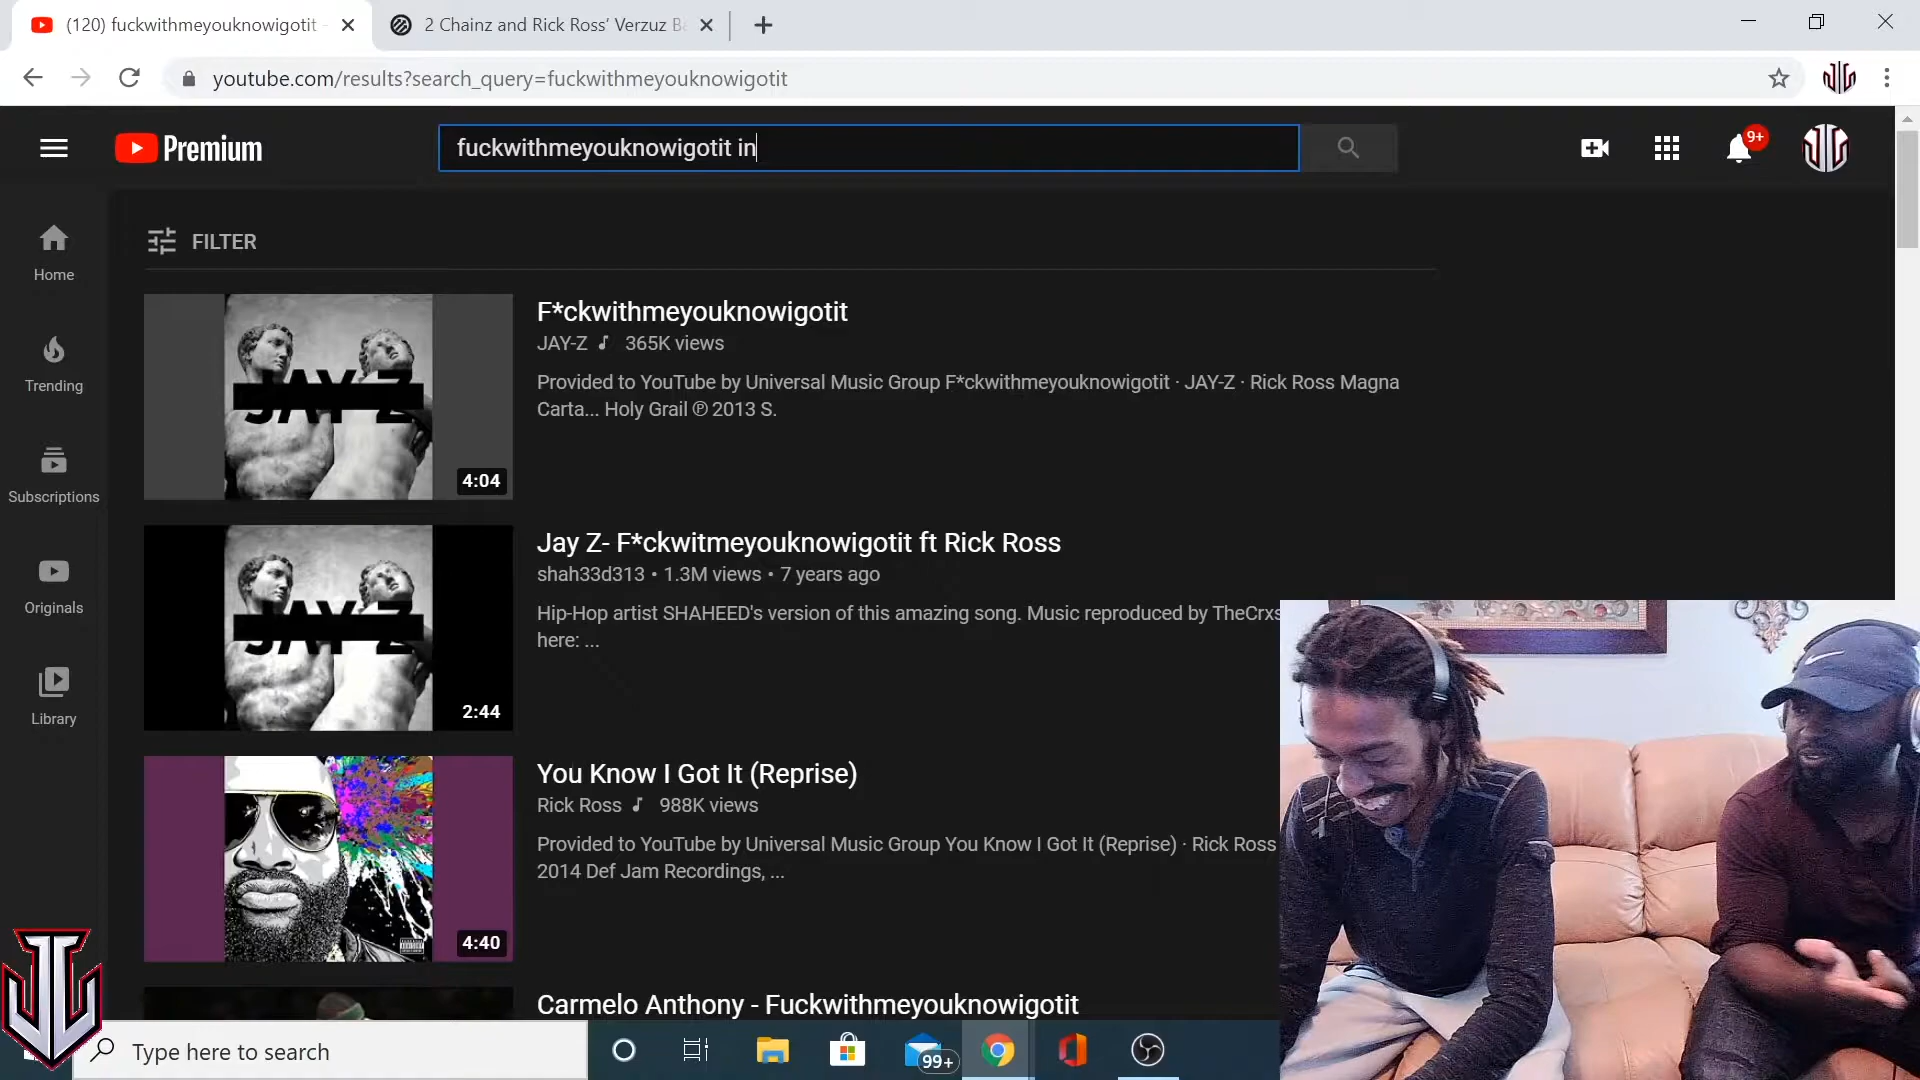 (120) fuckwithmeyouknowigotit -
2 Chainz and Rick Ross' Verzuz Ba
youtube.com/results?search_query=fuckwithmeyouknowigotit
Premium
fuckwithmeyouknowigotit in
9+
FILTER
Home
Trending
Subscriptions
Originals
Library
F*ckwithmeyouknowigotit
JAY-Z 365K views
Provided to YouTube by Universal Music Group F*ckwithmeyouknowigotit · JAY-Z · Rick Ross Magna
Carta... Holy Grail ℗ 2013 S.
JAY Z
4:04
Jay Z- F*ckwitmeyouknowigotit ft Rick Ross
shah33d313 • 1.3M views • 7 years ago
Hip-Hop artist SHAHEED's version of this amazing song. Music reproduced by TheCrxs
here: ...
JAY Z
2:44
You Know I Got It (Reprise)
Rick Ross 988K views
Provided to YouTube by Universal Music Group You Know I Got It (Reprise) · Rick Ross
2014 Def Jam Recordings, ...
4:40
Carmelo Anthony - Fuckwithmeyouknowigotit
Type here to search
99+